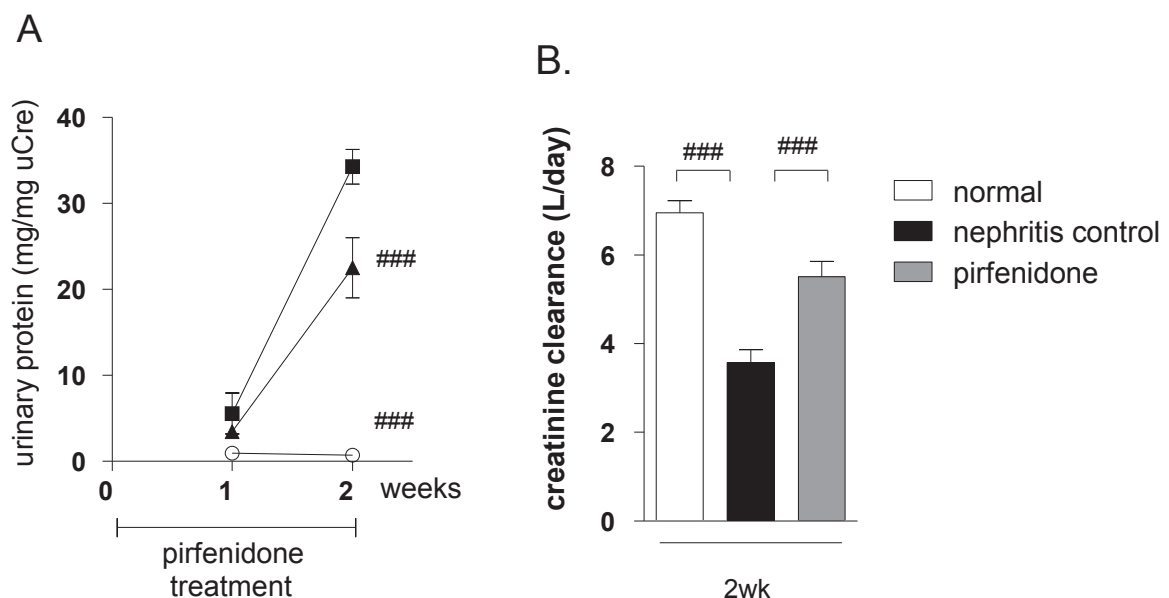 A
urinary protein (mg/mg uCre)
40
30
20
10
0
###
###
0 1 2 weeks
pirfenidone
treatment
B.
creatinine clearance (L/day)
8
6
4
2
0
### ###
2wk
normal
nephritis control
pirfenidone